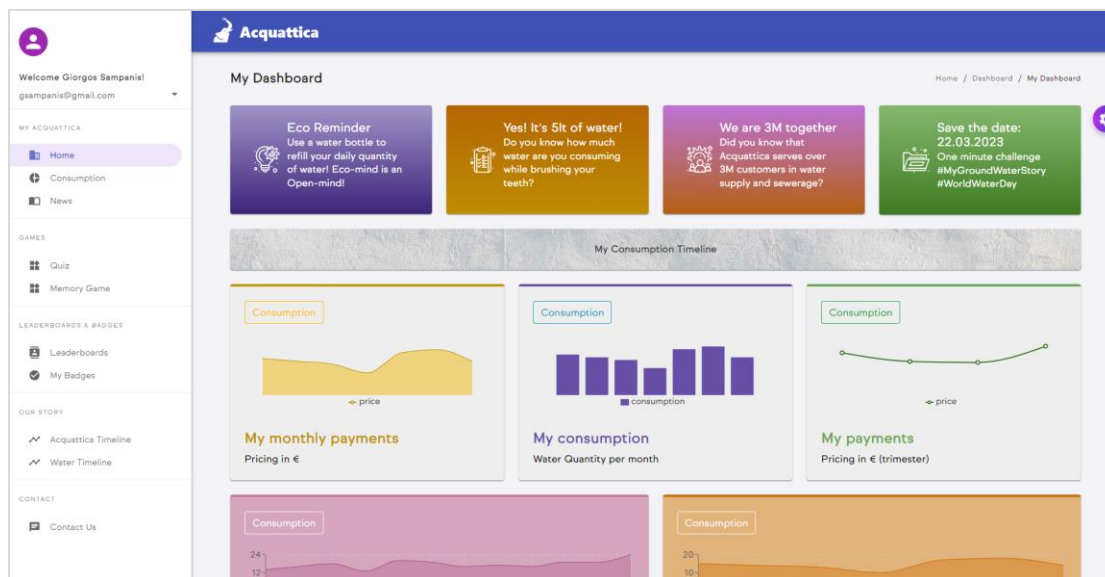 Acquattica
Welcome Giorgos Sampanis!
gsampanis@gmail.com
MY ACQUATTICA
Home
Consumption
News
GAMES
Quiz
Memory Game
LEADERBOARDS & BADGES
Leaderboards
My Badges
OUR STORY
Acquattica Timeline
Water Timeline
CONTACT
Contact Us
My Dashboard
Home / Dashboard / My Dashboard
Eco Reminder
Use a water bottle to
refill your daily quantity
of water! Eco-mind is an
Open-mind!
Yes! It's 5lt of water!
Do you know how much
water are you consuming
while brushing your
teeth?
We are 3M together
Did you know that
Acquattica serves over
3M customers in water
supply and sewerage?
Save the date:
22.03.2023
One minute challenge
#MyGroundWaterStory
#WorldWaterDay
My Consumption Timeline
Consumption
price
My monthly payments
Pricing in €
Consumption
consumption
My consumption
Water Quantity per month
Consumption
price
My payments
Pricing in € (trimester)
Consumption
24
12
Consumption
20
10